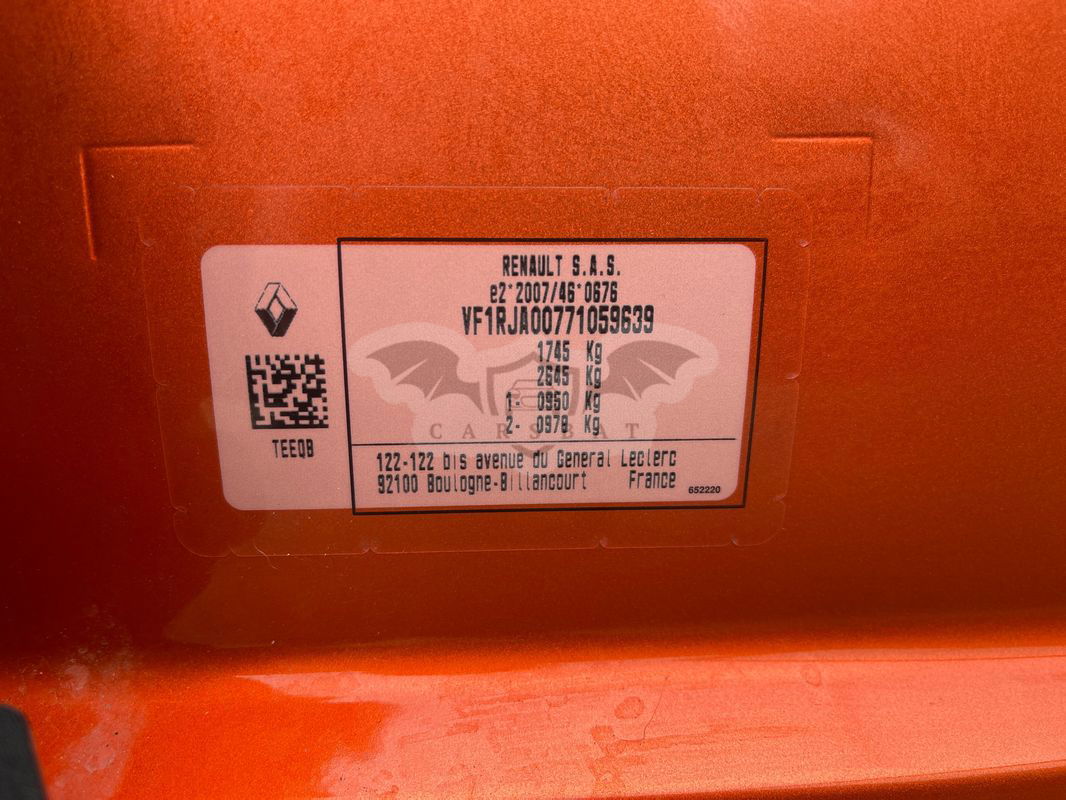 RENAULT S.A.S.
e2*2007/46*0676
VF1RJA00771059639
1745 Kg
2645 Kg
1- 0950 Kg
2- 0978 Kg
CARSBAT
TEEQB
122-122 bis avenue du General Leclerc
92100 Boulogne-Billancourt France
652220